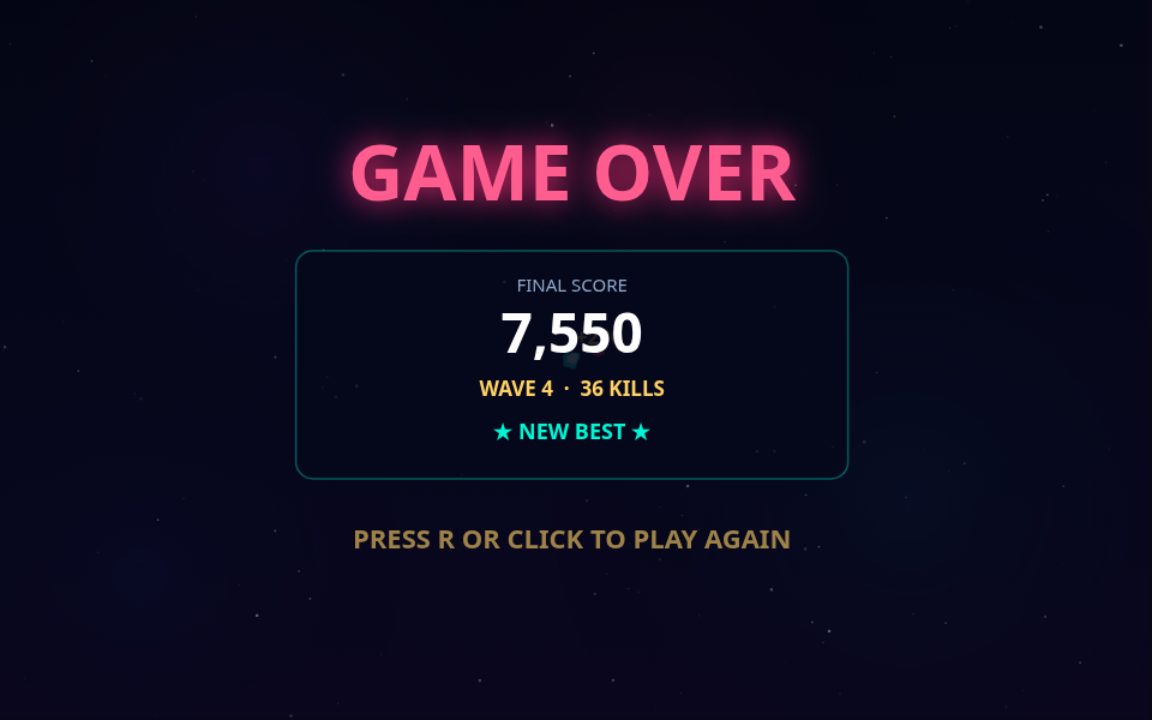 GAME OVER
FINAL SCORE
7,550
WAVE 4 · 36 KILLS
★ NEW BEST ★
PRESS R OR CLICK TO PLAY AGAIN